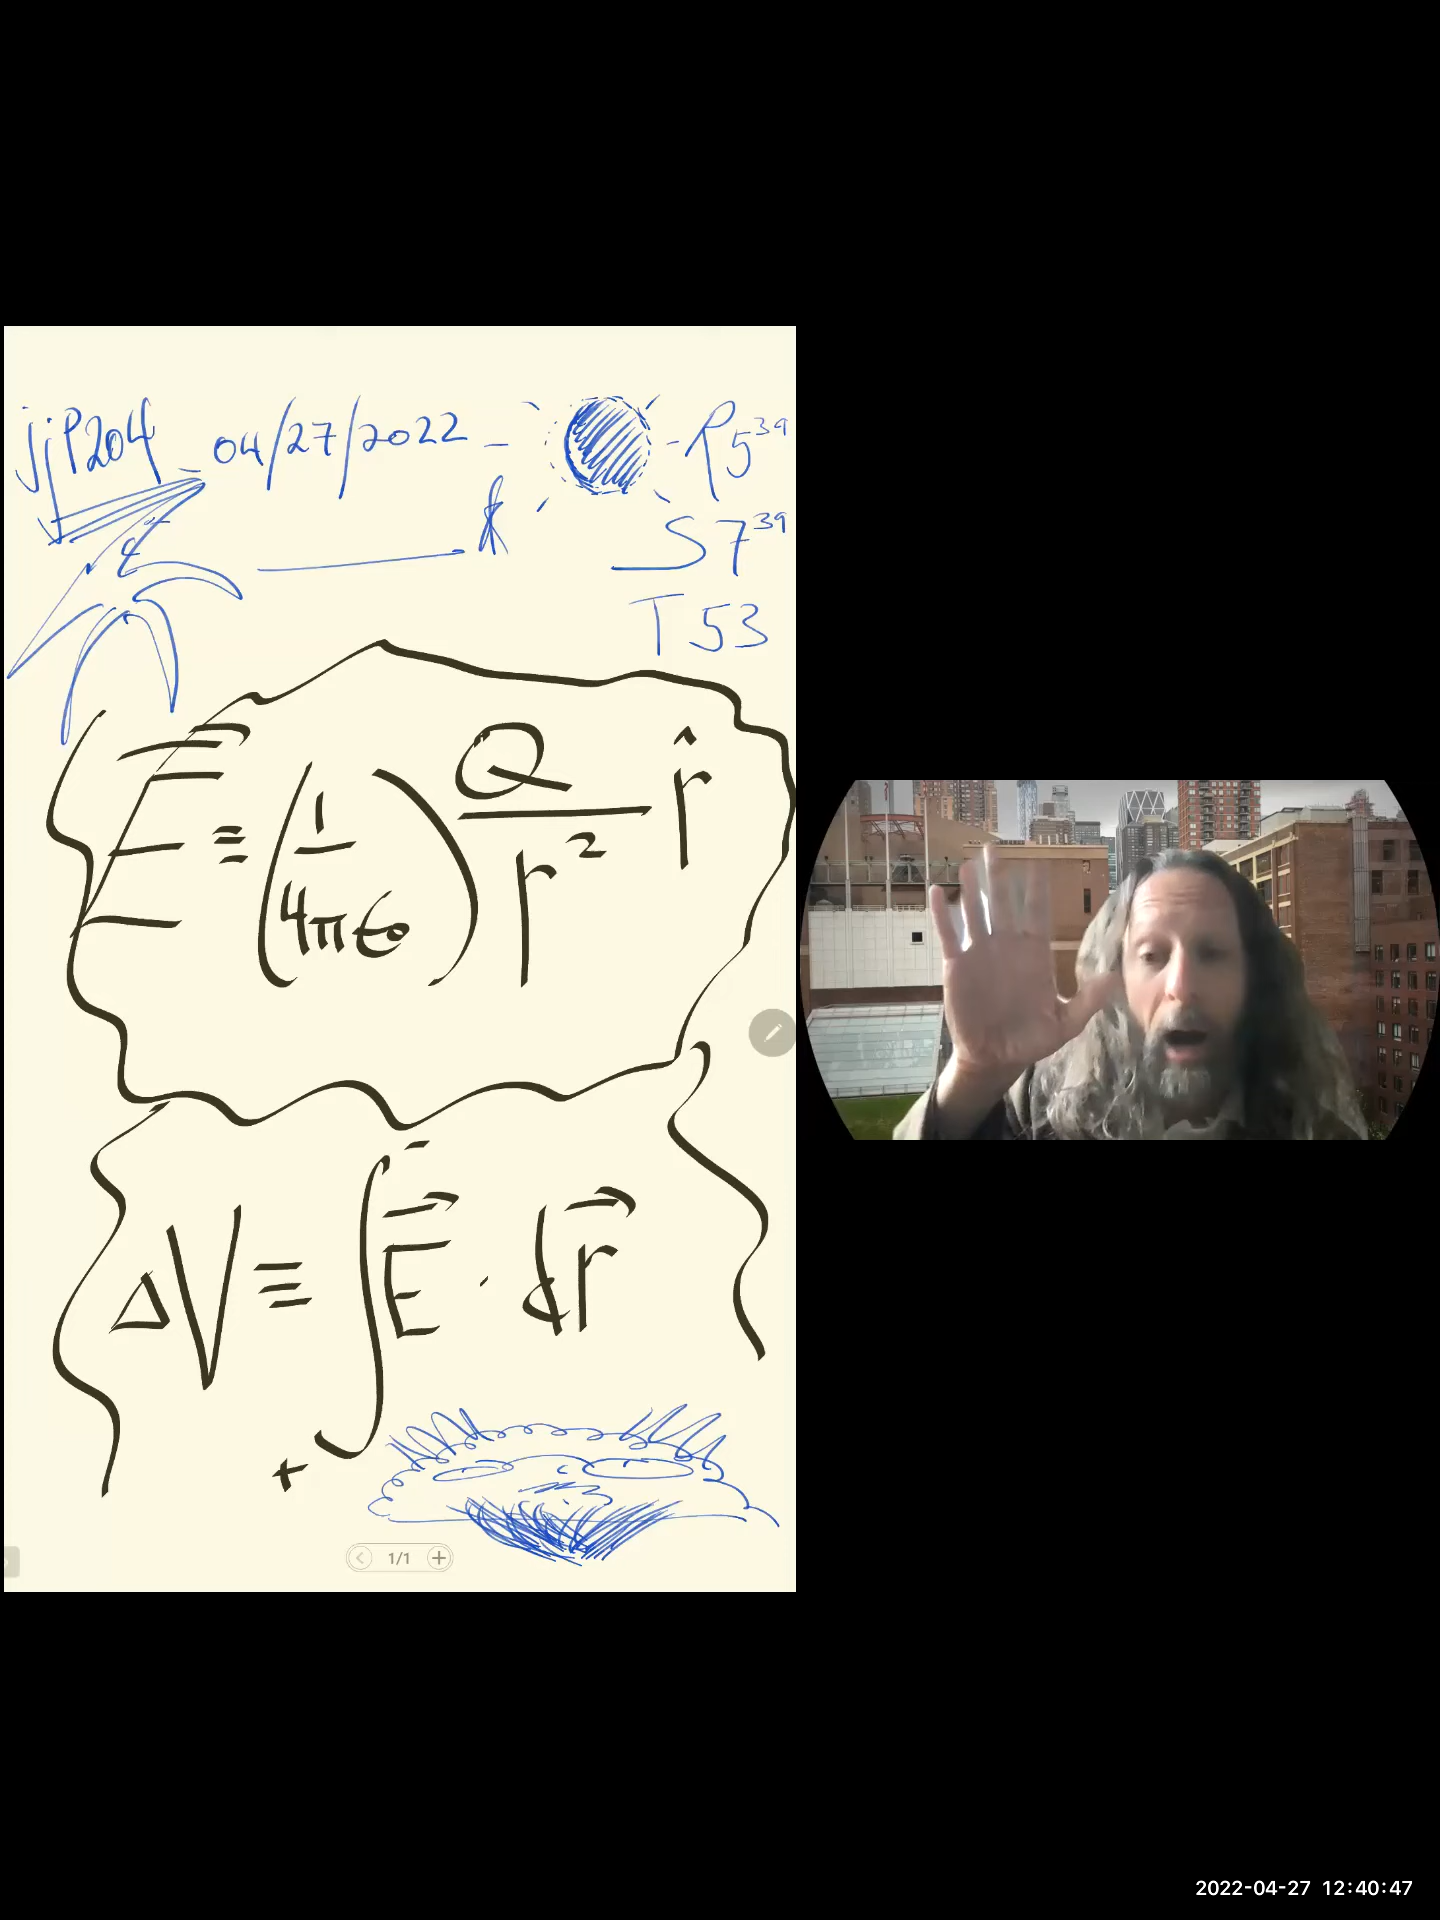 jjP204 - 04/27/2022 - - R5³⁹
S7³⁹
T53
E⃗ = (1/4πε₀) Q/r² r̂
ΔV ≡ ∫₊⁻ E⃗ · dr⃗
1/1
2022-04-27 12:40:47